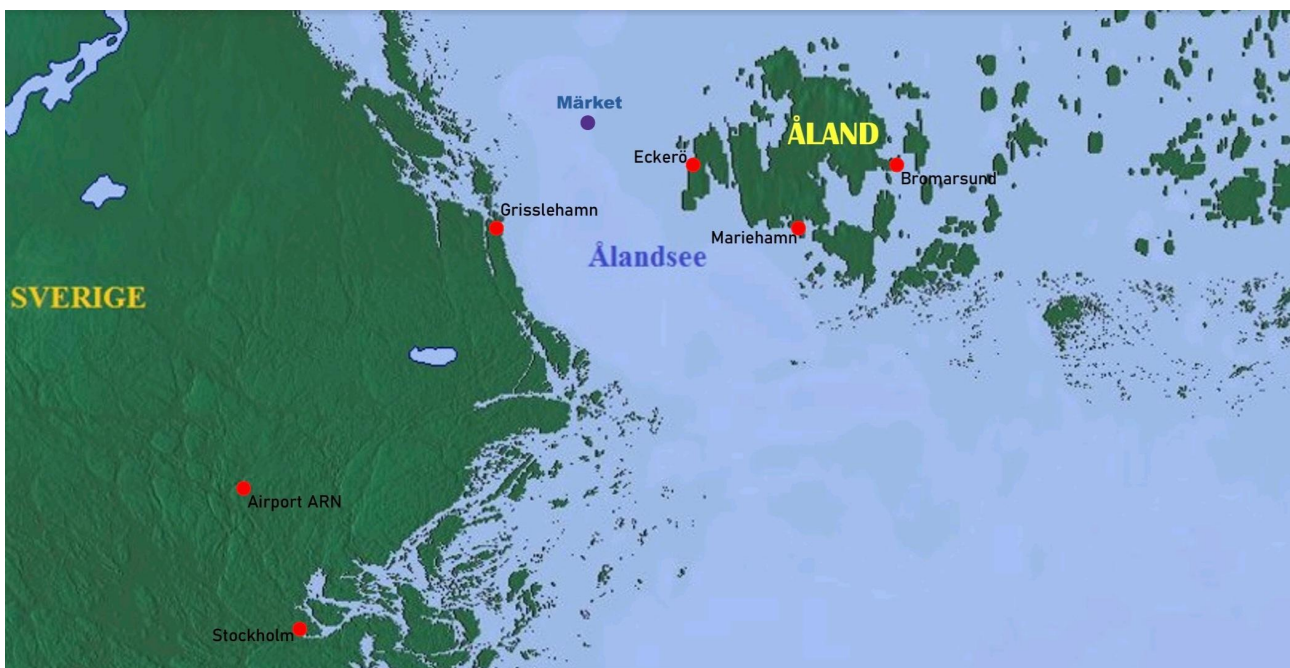 Märket
ÅLAND
Eckerö
Bromarsund
Grisslehamn
Mariehamn
Ålandsee
SVERIGE
Airport ARN
Stockholm